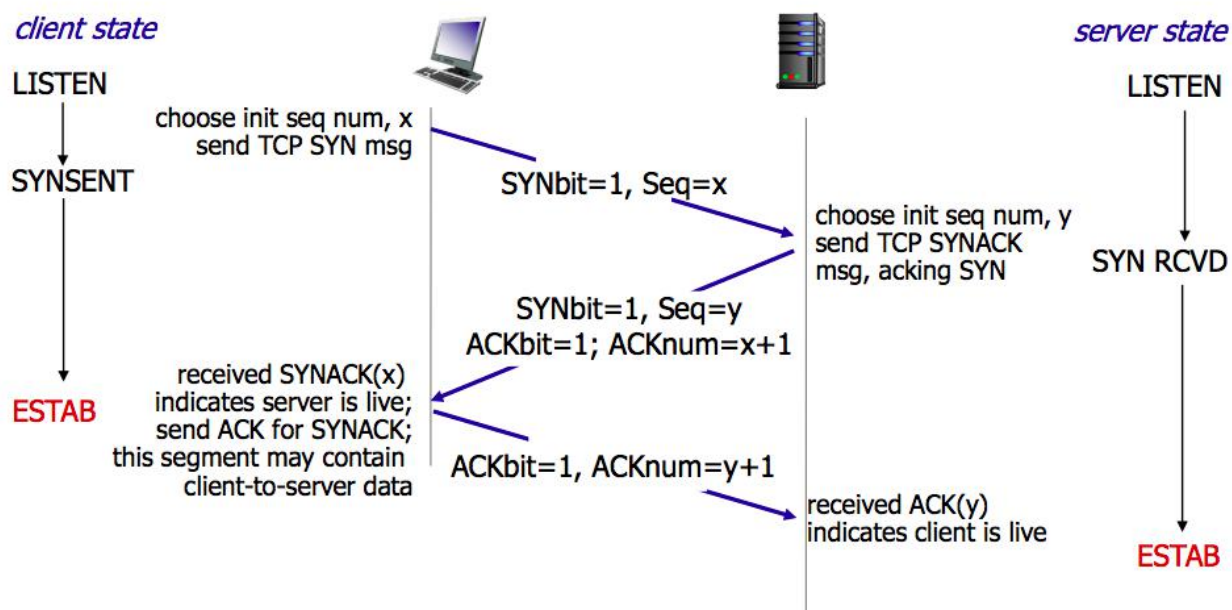 client state
server state
LISTEN
LISTEN
choose init seq num, x
send TCP SYN msg
SYNSENT
SYNbit=1, Seq=x
choose init seq num, y
send TCP SYNACK
msg, acking SYN
SYN RCVD
SYNbit=1, Seq=y
ACKbit=1; ACKnum=x+1
received SYNACK(x)
indicates server is live;
send ACK for SYNACK;
this segment may contain
client-to-server data
ESTAB
ACKbit=1, ACKnum=y+1
received ACK(y)
indicates client is live
ESTAB